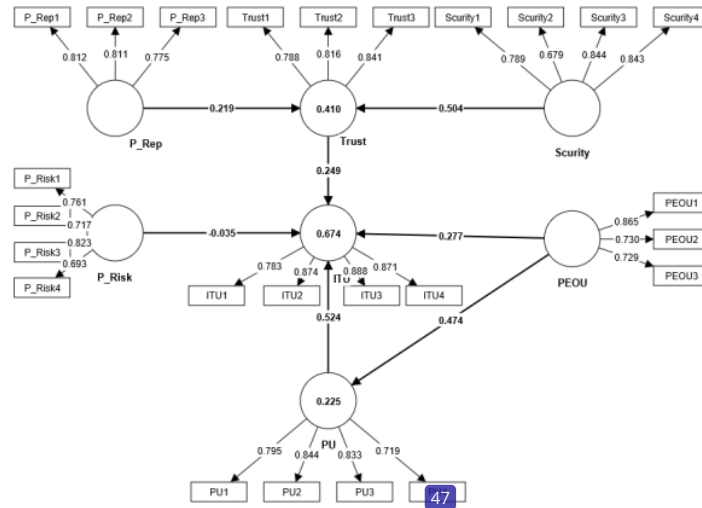 P_Rep1 P_Rep2 P_Rep3 Trust1 Trust2 Trust3 Scurity1 Scurity2 Scurity3 Scurity4
0.812 0.811 0.775 0.788 0.816 0.841 0.789 0.679 0.844 0.843
0.219 0.410 0.504
P_Rep Trust Scurity
0.249
P_Risk1
0.761
P_Risk2
0.717
0.823
P_Risk3
0.693
P_Risk4
P_Risk
-0.035 0.674 0.277
PEOU1
0.865
0.730 PEOU2
0.729
PEOU3
PEOU
0.783 0.874 0.888 0.871
ITU
ITU1 ITU2 ITU3 ITU4
0.524 0.474
0.225
PU
0.795 0.844 0.833 0.719
PU1 PU2 PU3
47